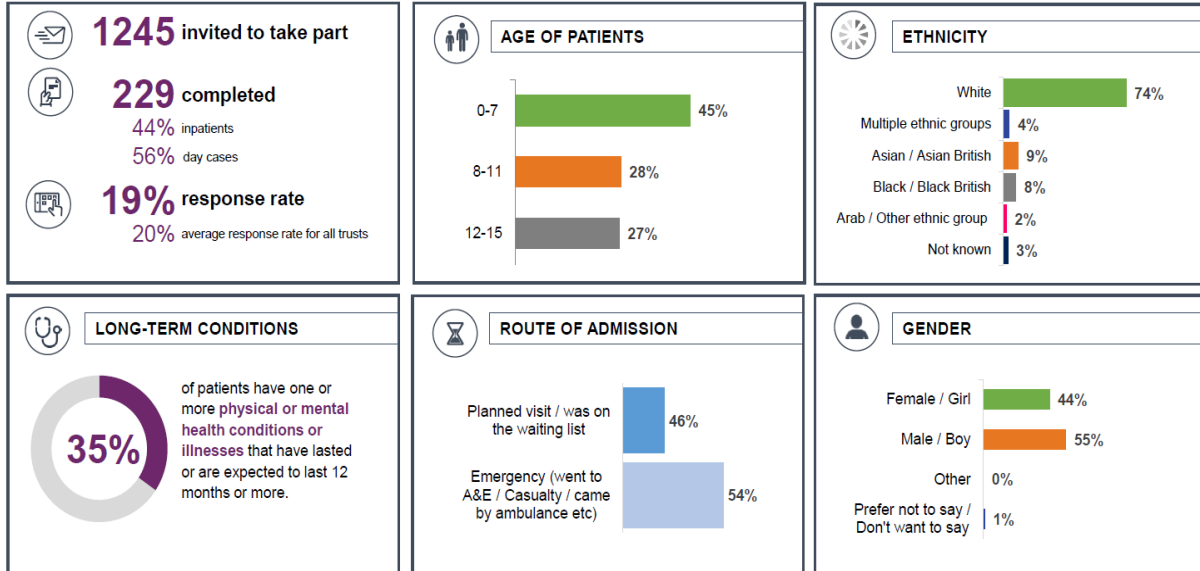 1245 invited to take part
229 completed
44% inpatients
56% day cases
19% response rate
20% average response rate for all trusts
AGE OF PATIENTS
0-7 45%
8-11 28%
12-15 27%
ETHNICITY
White 74%
Multiple ethnic groups 4%
Asian / Asian British 9%
Black / Black British 8%
Arab / Other ethnic group 2%
Not known 3%
LONG-TERM CONDITIONS
35%
of patients have one or
more physical or mental
health conditions or
illnesses that have lasted
or are expected to last 12
months or more.
ROUTE OF ADMISSION
Planned visit / was on
the waiting list
46%
Emergency (went to
A&E / Casualty / came
by ambulance etc)
54%
GENDER
Female / Girl 44%
Male / Boy 55%
Other 0%
Prefer not to say /
Don't want to say
1%